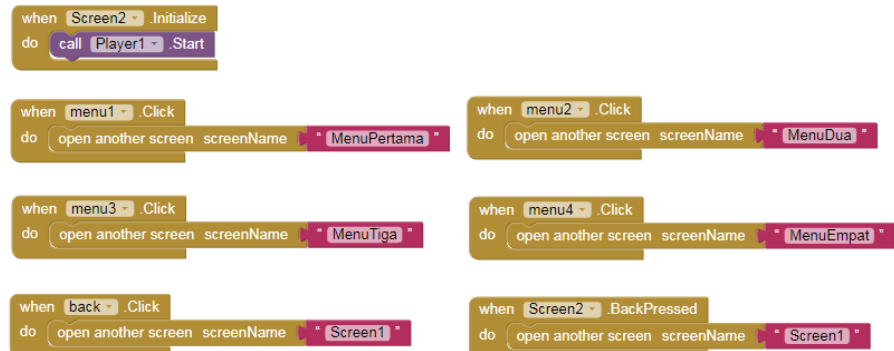 when Screen2 .Initialize
do call Player1 .Start
when menu1 .Click
do open another screen screenName " MenuPertama "
when menu2 .Click
do open another screen screenName " MenuDua "
when menu3 .Click
do open another screen screenName " MenuTiga "
when menu4 .Click
do open another screen screenName " MenuEmpat "
when back .Click
do open another screen screenName " Screen1 "
when Screen2 .BackPressed
do open another screen screenName " Screen1 "